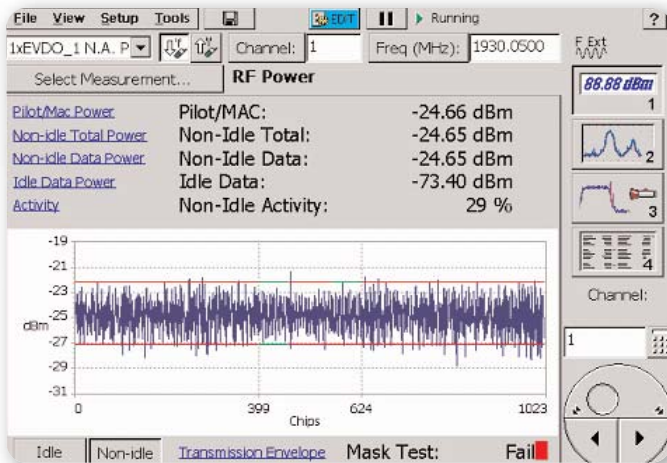 File View Setup Tools EDIT Running ?
1xEVDO_1 N.A. P Channel: 1 Freq (MHz): 1930.0500 F Ext
Select Measurement... RF Power
88.88 dBm
1
Pilot/Mac Power Pilot/MAC: -24.66 dBm
Non-idle Total Power Non-Idle Total: -24.65 dBm
Non-idle Data Power Non-Idle Data: -24.65 dBm
Idle Data Power Idle Data: -73.40 dBm
Activity Non-Idle Activity: 29 %
2
3
4
-19
-21
-23
-25
dBm
-27
-29
-31
0 399 624 1023
Chips
Channel:
1
Idle Non-idle Transmission Envelope Mask Test: Fail